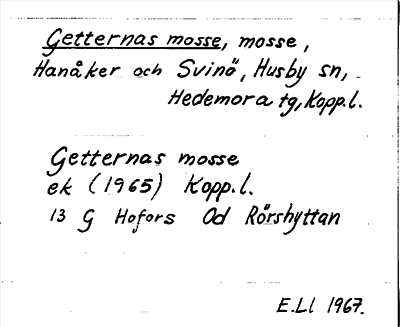 Getternas mosse, mosse,
Hanåker och Svinö, Husby sn,
Hedemora tg, Kopp.l.
Getternas mosse
ek (1965) Kopp.l.
13 G Hofors Od Rörshyttan
E.Ll 1967.